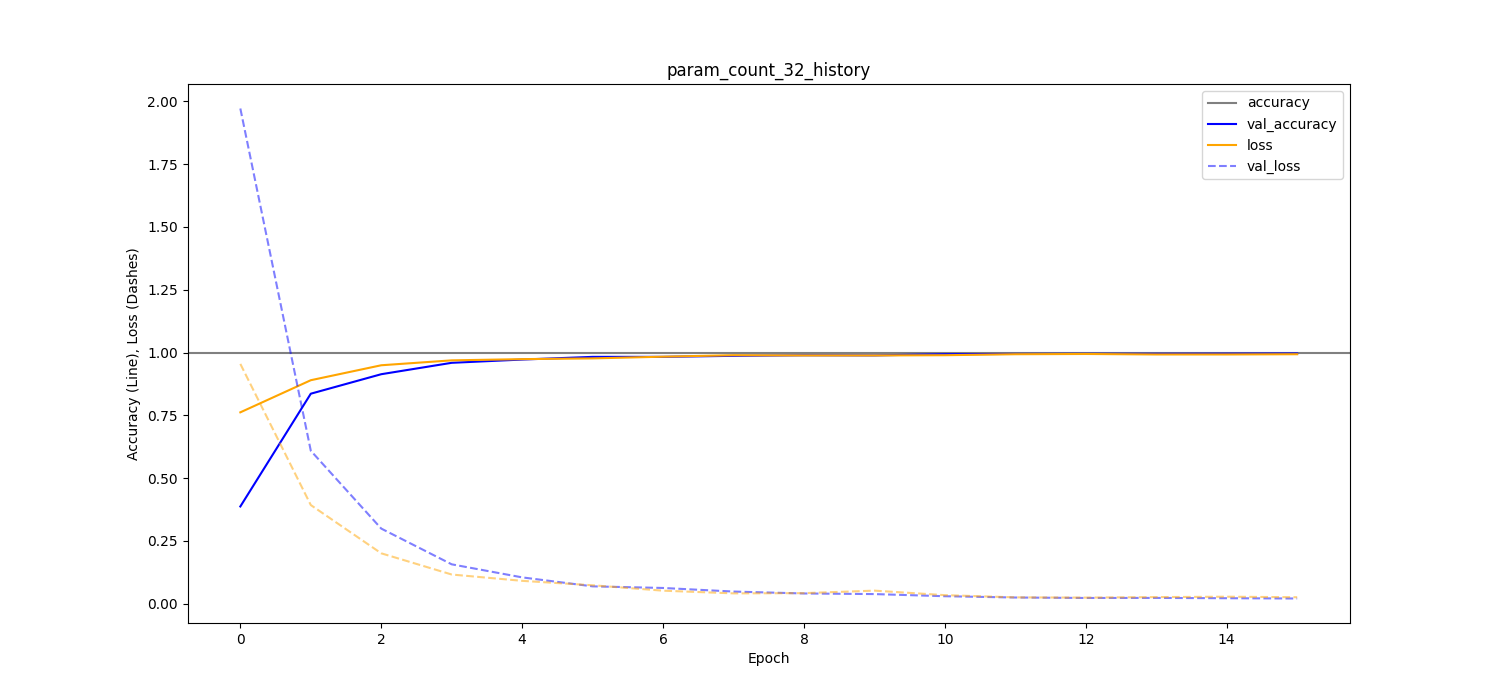 param_count_32_history
accuracy
val_accuracy
loss
val_loss
2.00
1.75
1.50
1.25
1.00
0.75
0.50
0.25
0.00
Accuracy (Line), Loss (Dashes)
0 2 4 6 8 10 12 14
Epoch